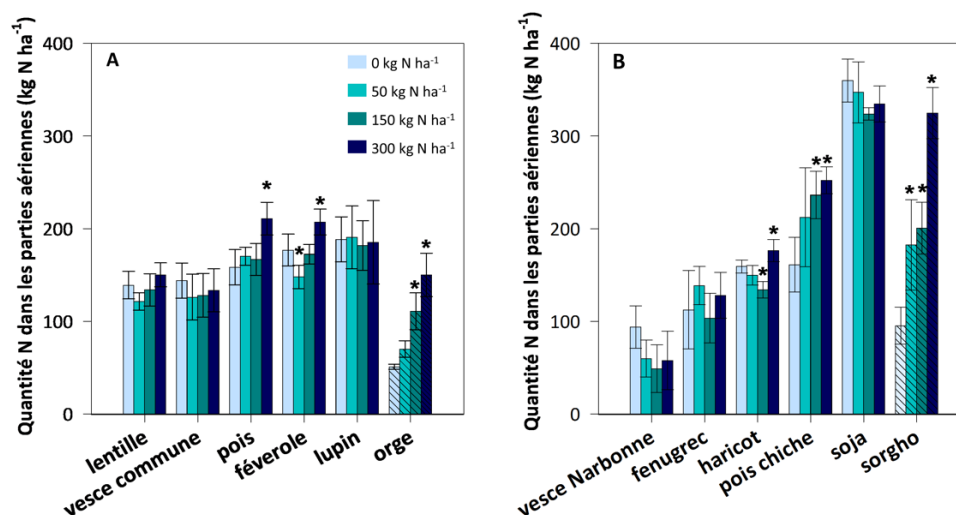 Quantité N dans les parties aériennes (kg N ha⁻¹)
400
300
200
100
0
A
0 kg N ha⁻¹
50 kg N ha⁻¹
150 kg N ha⁻¹
300 kg N ha⁻¹
*
*
*
*
*
lentille
vesce commune
pois
féverole
lupin
orge
Quantité N dans les parties aériennes (kg N ha⁻¹)
400
300
200
100
0
B
*
*
* *
* *
*
vesce Narbonne
fenugrec
haricot
pois chiche
soja
sorgho